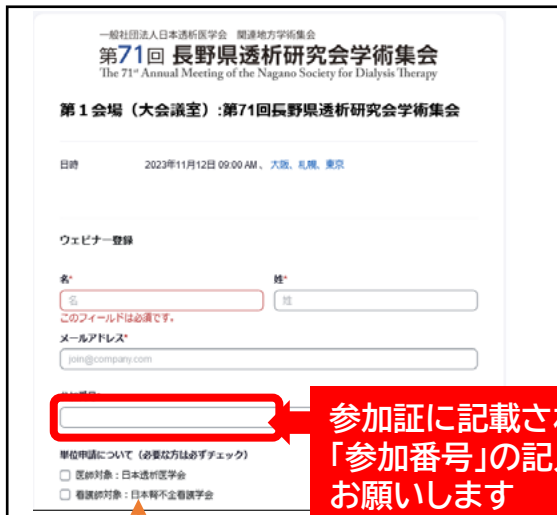 一般社団法人日本透析医学会 関連地方学術集会
第71回 長野県透析研究会学術集会
The 71st Annual Meeting of the Nagano Society for Dialysis Therapy
第1会場（大会議室）:第71回長野県透析研究会学術集会
日時 2023年11月12日 09:00 AM、 大阪、札幌、東京
ウェビナー登録
名* 姓*
名 姓
このフィールドは必須です。
メールアドレス*
join@company.com
参加証に記載さ
「参加番号」の記
お願いします
単位申請について（必要な方は必ずチェック）
医師対象：日本透析医学会
看護師対象：日本腎不全看護学会